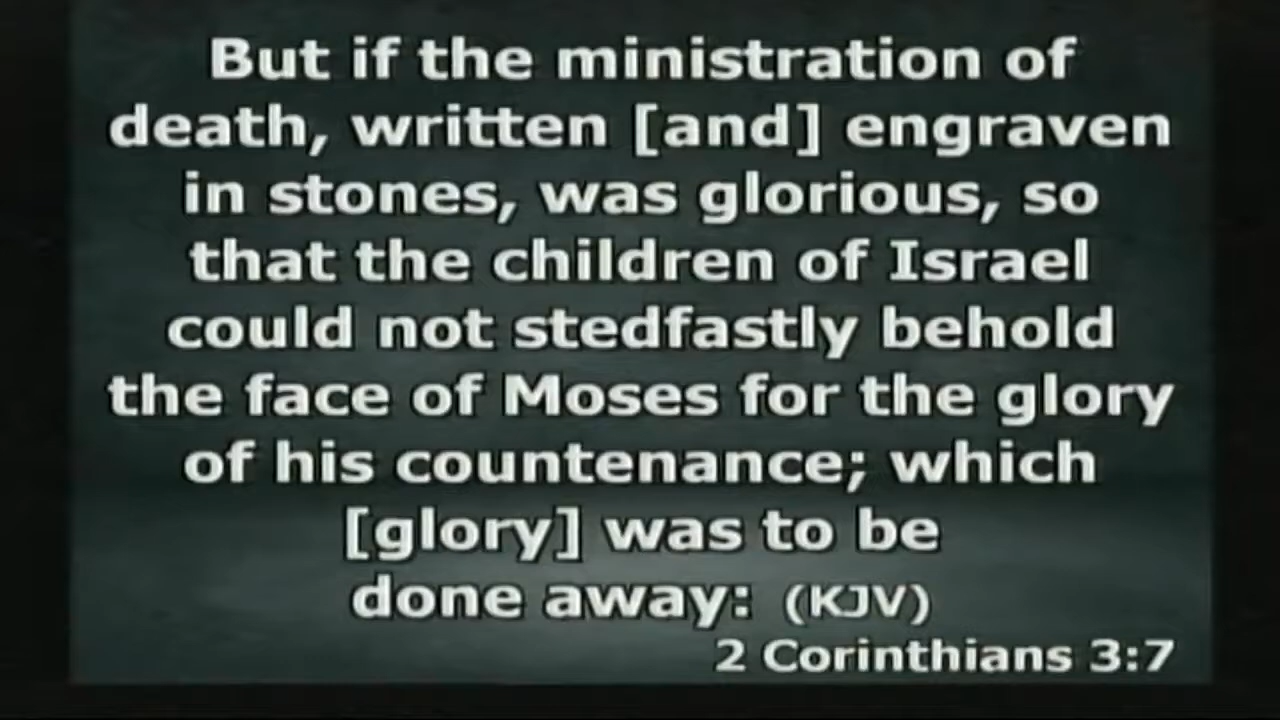 But if the ministration of
death, written [and] engraven
in stones, was glorious, so
that the children of Israel
could not stedfastly behold
the face of Moses for the glory
of his countenance; which
[glory] was to be
done away: (KJV)
2 Corinthians 3:7